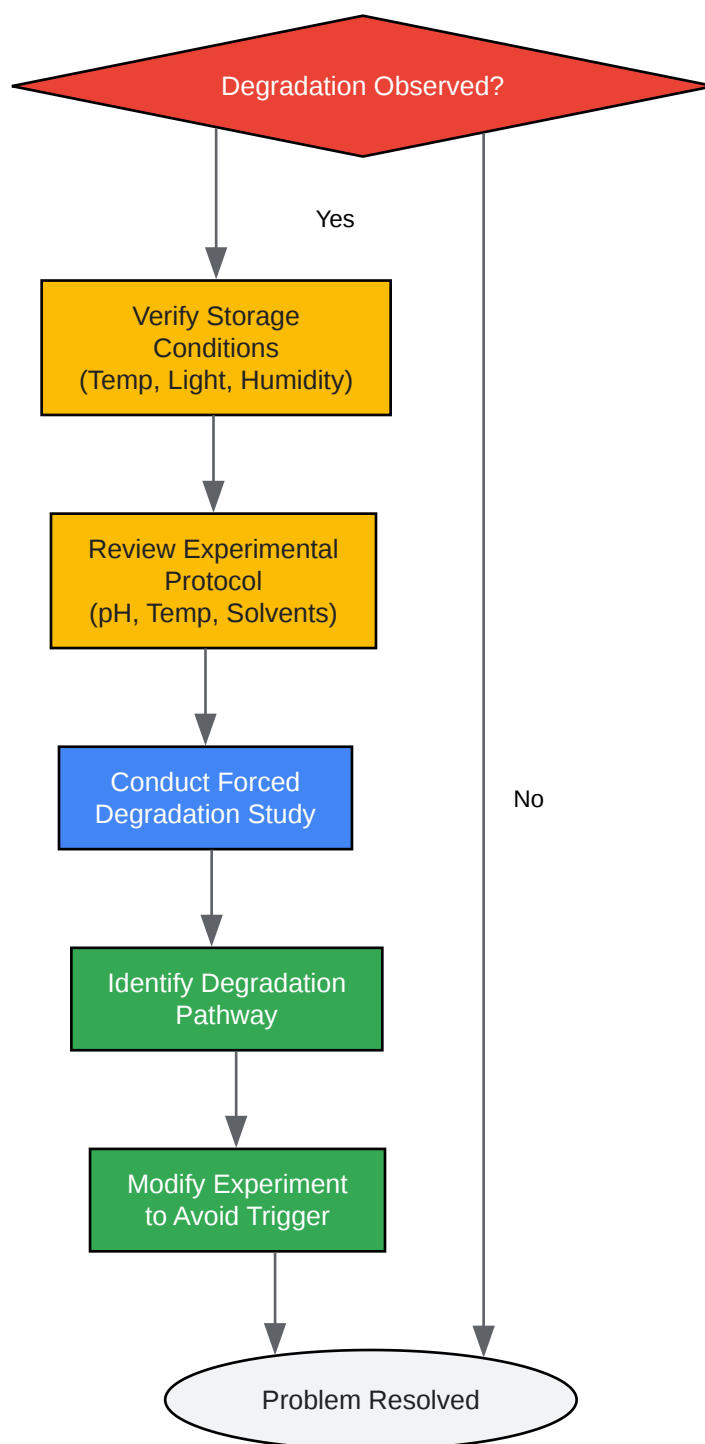 Degradation Observed?
Yes
Verify Storage
Conditions
(Temp, Light, Humidity)
Review Experimental
Protocol
(pH, Temp, Solvents)
Conduct Forced
Degradation Study
No
Identify Degradation
Pathway
Modify Experiment
to Avoid Trigger
Problem Resolved